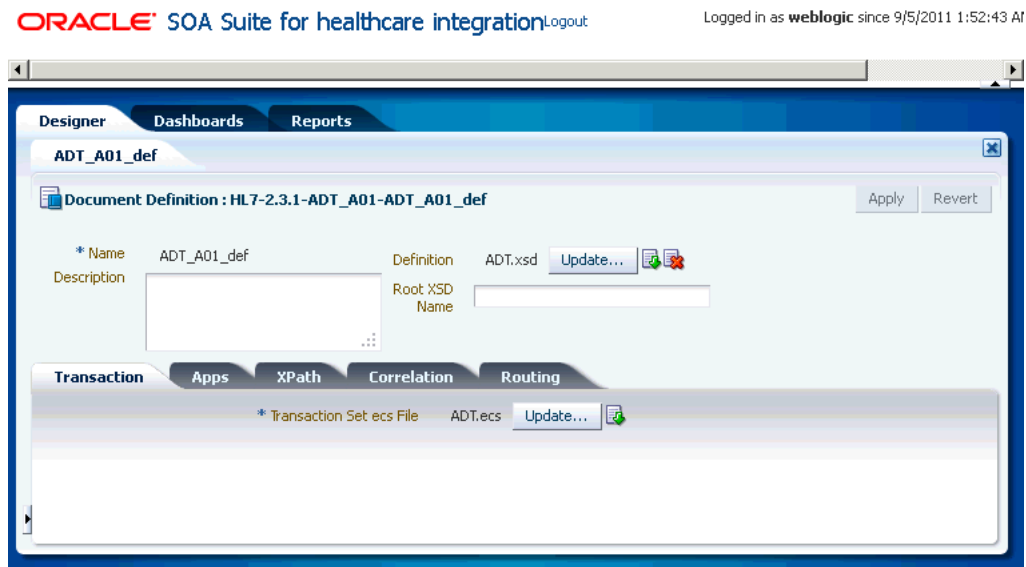 ORACLE SOA Suite for healthcare integration Logout Logged in as weblogic since 9/5/2011 1:52:43 AM
Designer Dashboards Reports
ADT_A01_def
Document Definition : HL7-2.3.1-ADT_A01-ADT_A01_def Apply Revert
* Name ADT_A01_def Definition ADT.xsd Update...
Description Root XSD
Name
Transaction Apps XPath Correlation Routing
* Transaction Set ecs File ADT.ecs Update...